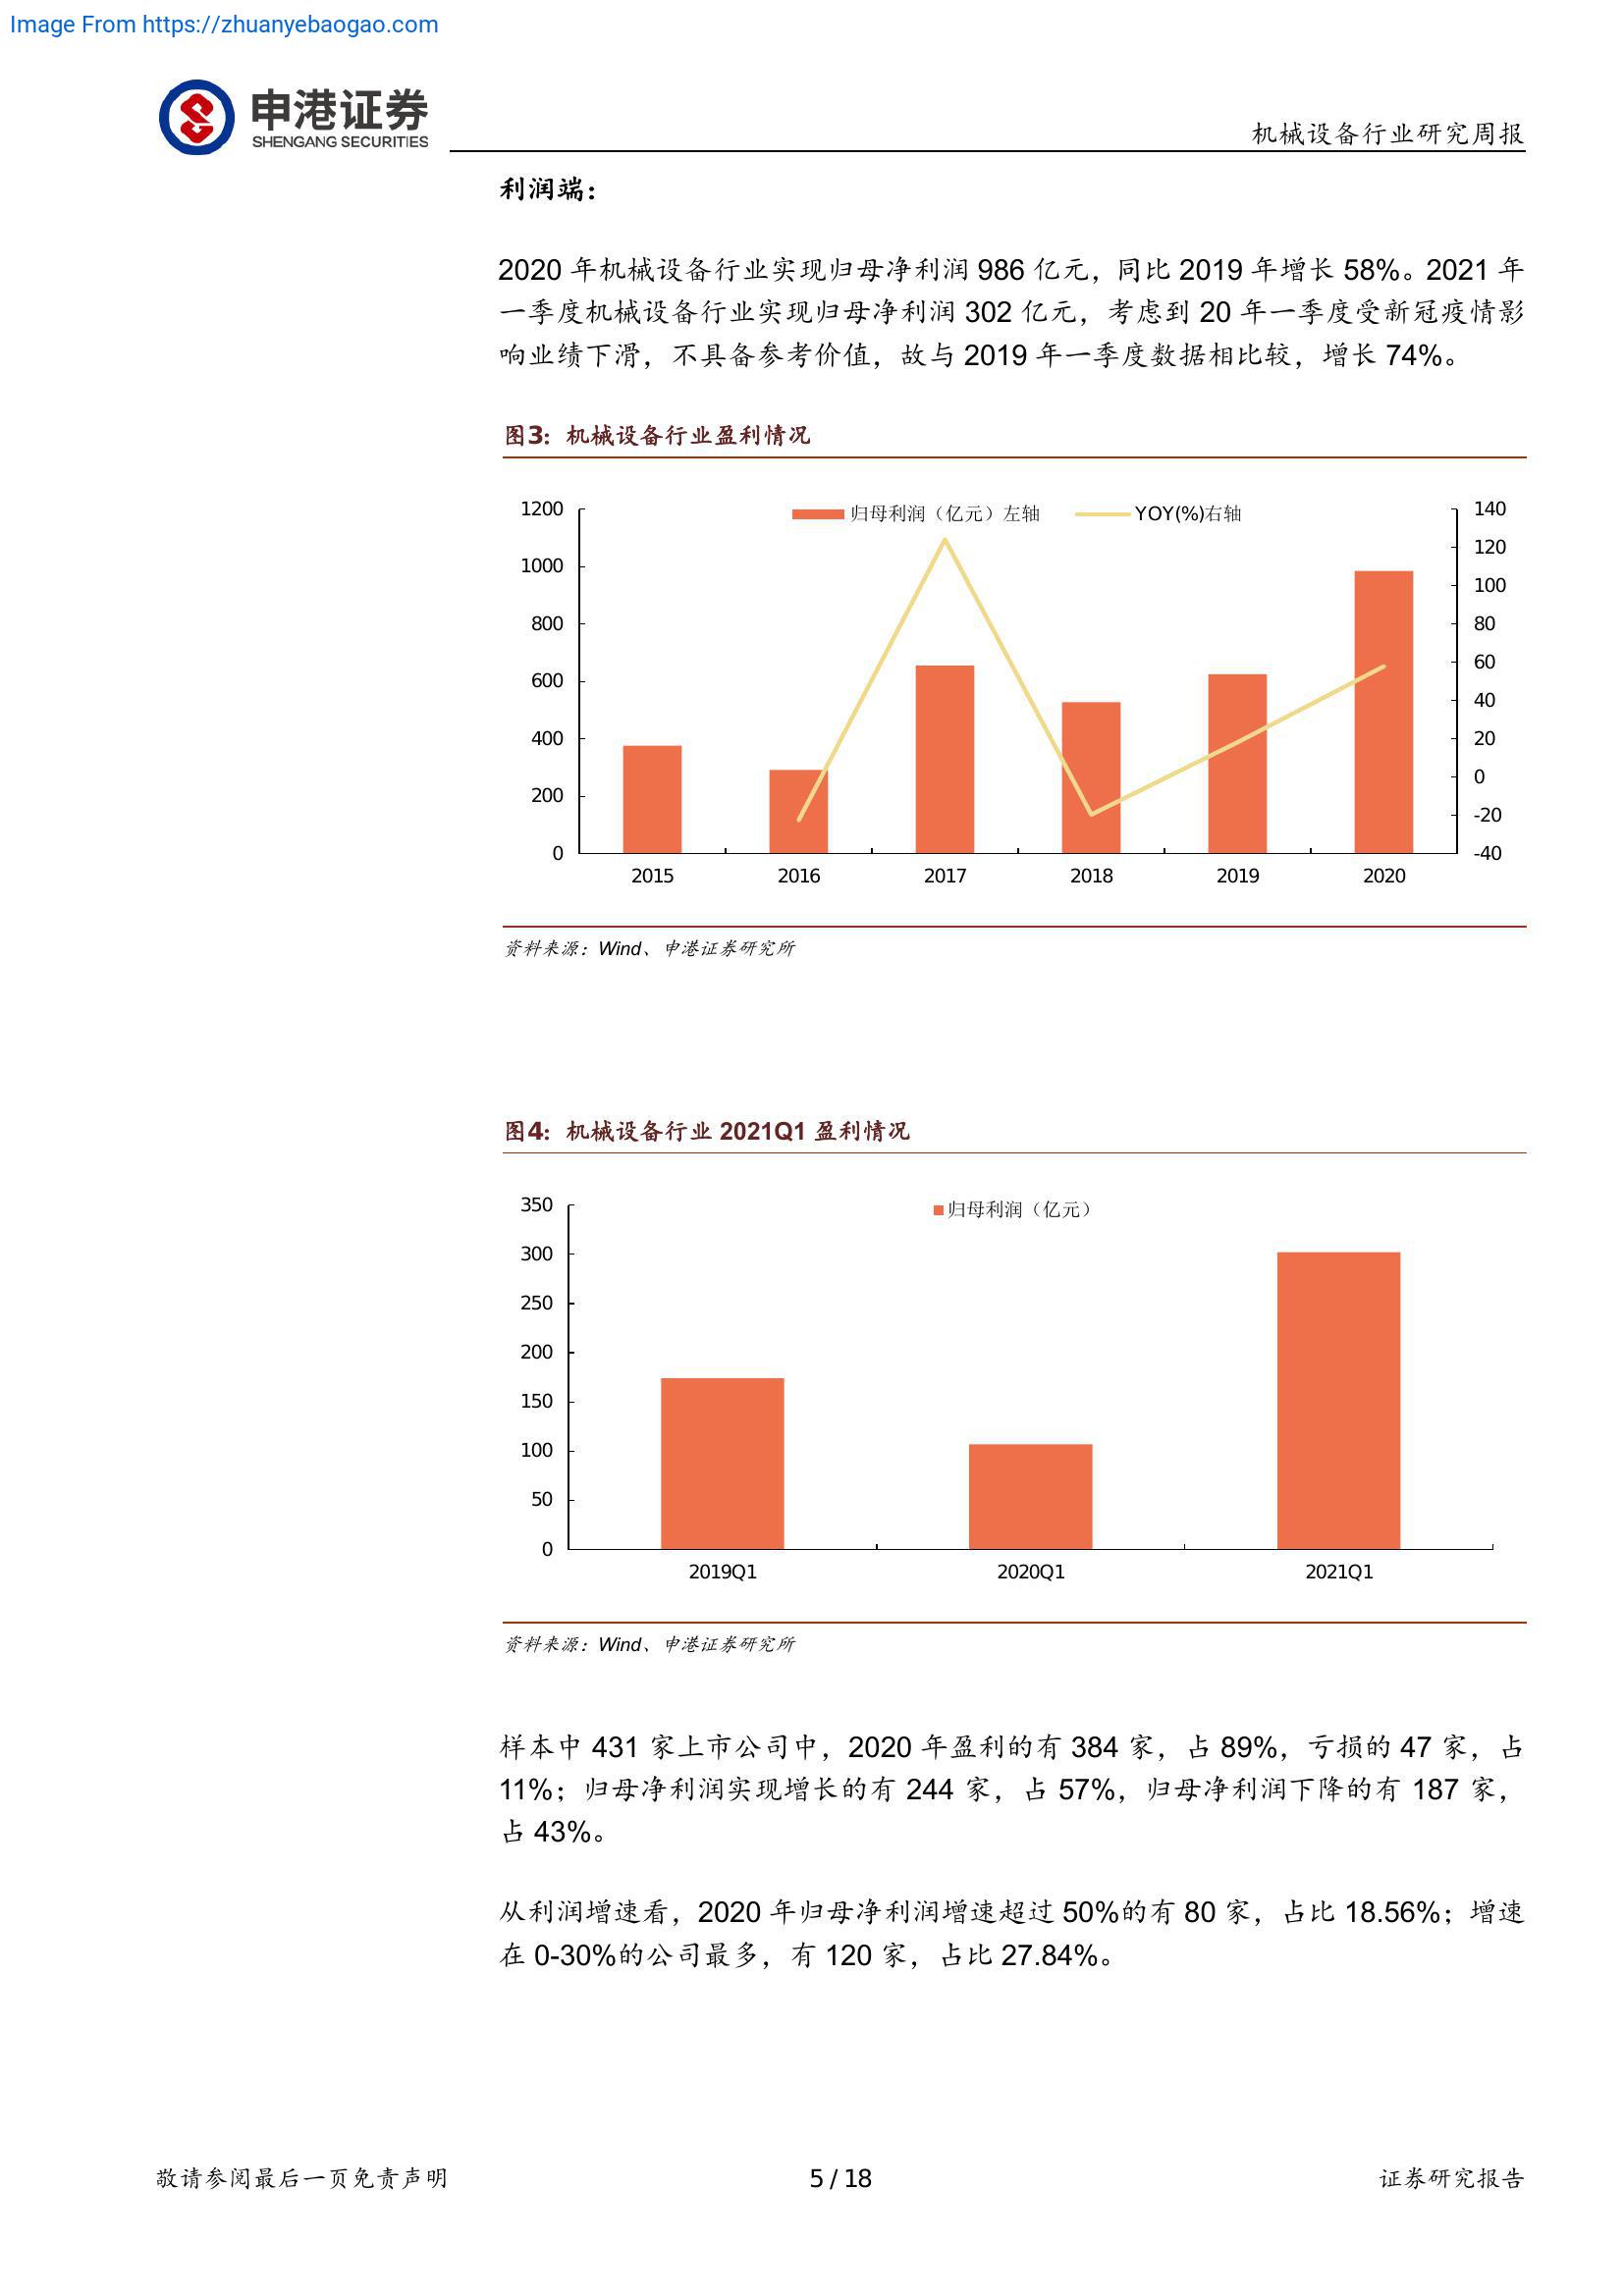 Image From https://zhuanyebaogao.com
申港证券
SHENGANG SECURITIES
机械设备行业研究周报
利润端：
2020 年机械设备行业实现归母净利润 986 亿元，同比 2019 年增长 58%。2021 年
一季度机械设备行业实现归母净利润 302 亿元，考虑到 20 年一季度受新冠疫情影
响业绩下滑，不具备参考价值，故与 2019 年一季度数据相比较，增长 74%。
图3：机械设备行业盈利情况
归母利润（亿元）左轴 YOY(%)右轴
1200 140
120
1000 100
800 80
600 60
40
400 20
0
200 -20
0 -40
2015 2016 2017 2018 2019 2020
资料来源：Wind、申港证券研究所
图4：机械设备行业 2021Q1 盈利情况
归母利润（亿元）
350
300
250
200
150
100
50
0
2019Q1 2020Q1 2021Q1
资料来源：Wind、申港证券研究所
样本中 431 家上市公司中，2020 年盈利的有 384 家，占 89%，亏损的 47 家，占
11%；归母净利润实现增长的有 244 家，占 57%，归母净利润下降的有 187 家，
占 43%。
从利润增速看，2020 年归母净利润增速超过 50%的有 80 家，占比 18.56%；增速
在 0-30%的公司最多，有 120 家，占比 27.84%。
敬请参阅最后一页免责声明 5 / 18 证券研究报告